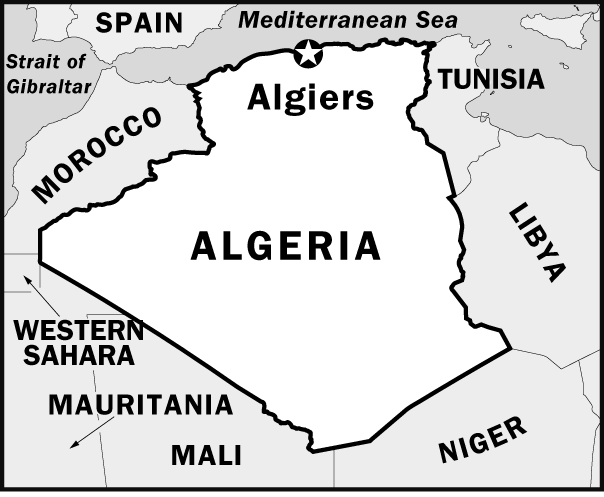 SPAIN
Mediterranean Sea
Strait of
Gibraltar
Algiers
TUNISIA
MOROCCO
ALGERIA
LIBYA
WESTERN
SAHARA
MAURITANIA
MALI
NIGER